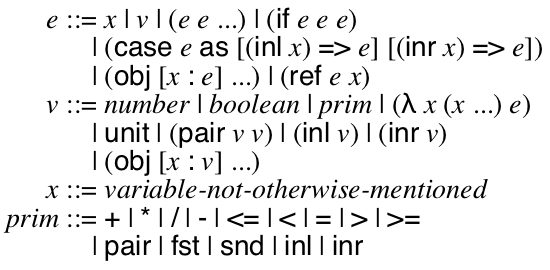 e ::= x | v | (e e ...) | (if e e e)
| (case e as [(inl x) => e] [(inr x) => e])
| (obj [x : e] ...) | (ref e x)
v ::= number | boolean | prim | (λ x (x ...) e)
| unit | (pair v v) | (inl v) | (inr v)
| (obj [x : v] ...)
x ::= variable-not-otherwise-mentioned
prim ::= + | * | / | - | <= | < | = | > | >=
| pair | fst | snd | inl | inr